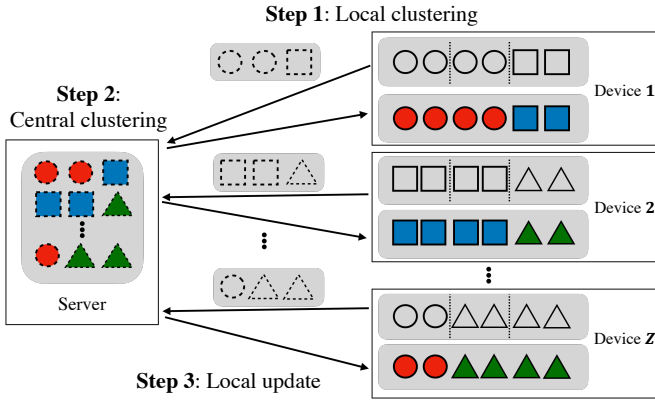 Step 1: Local clustering
Step 2:
Central clustering
Device 1
Device 2
Server
Device Z
Step 3: Local update